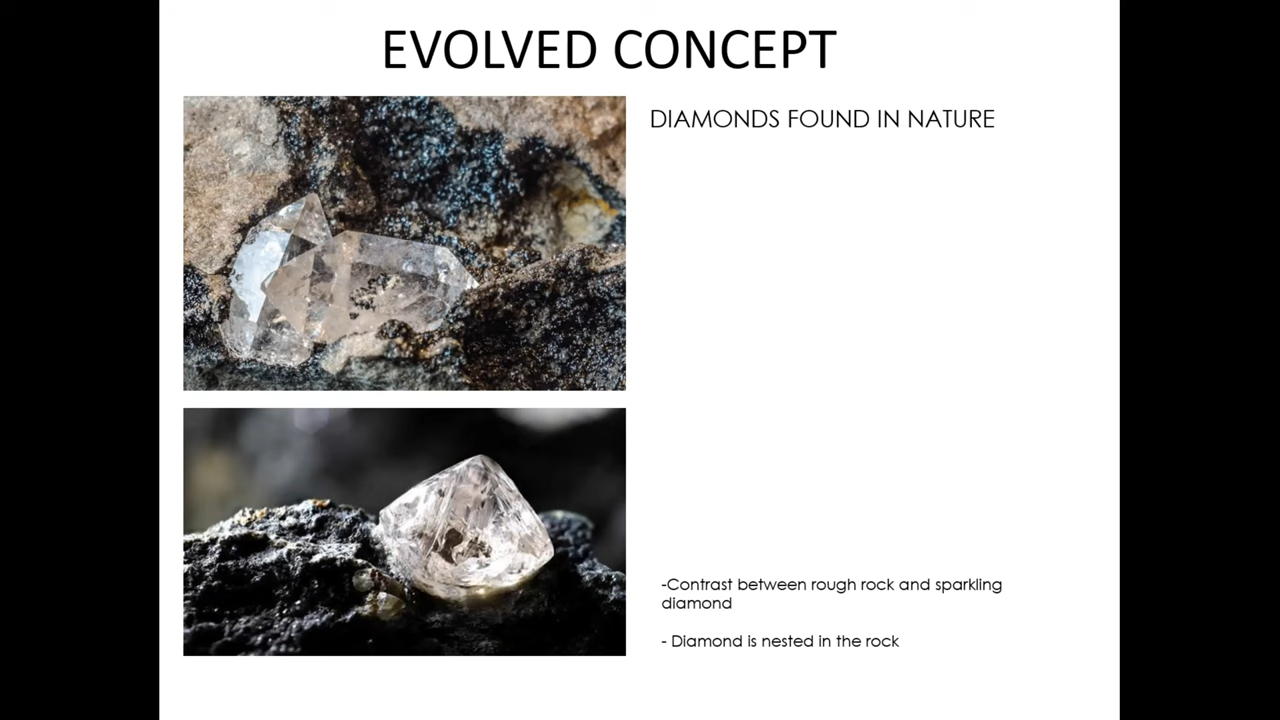 EVOLVED CONCEPT
DIAMONDS FOUND IN NATURE
-Contrast between rough rock and sparkling
diamond
- Diamond is nested in the rock